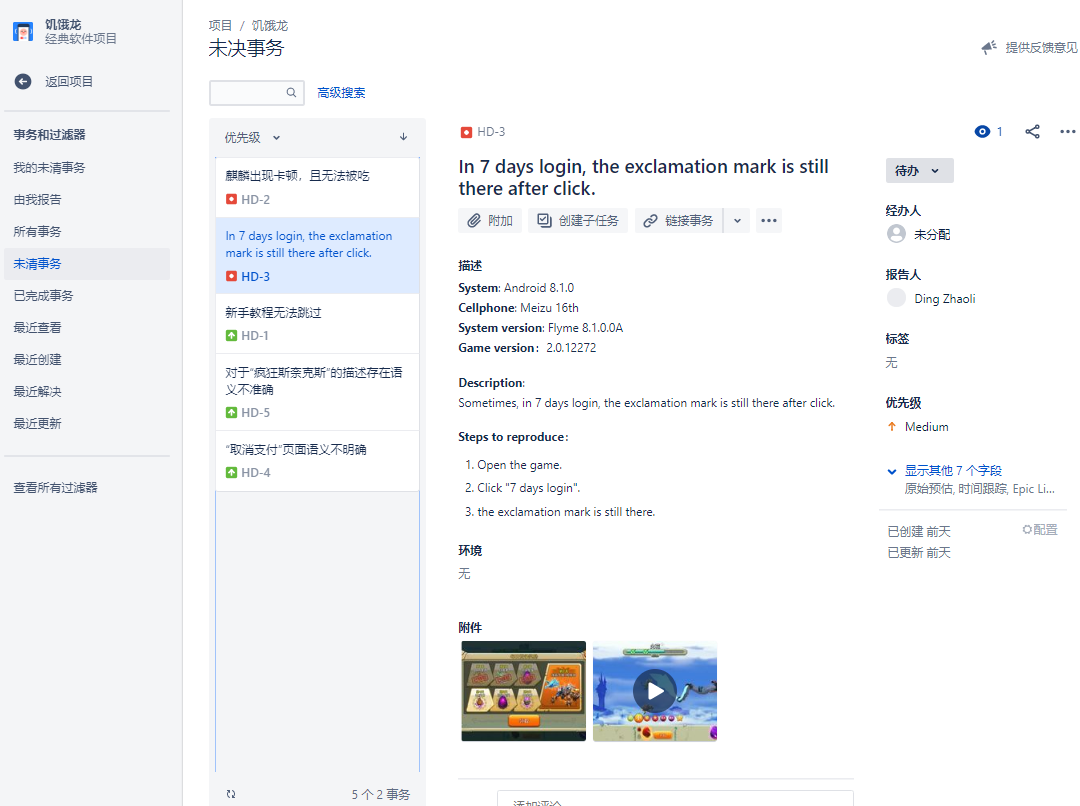 饥饿龙
经典软件项目
返回项目
事务和过滤器
我的未清事务
由我报告
所有事务
未清事务
已完成事务
最近查看
最近创建
最近解决
最近更新
查看所有过滤器
项目 / 饥饿龙
未决事务
提供反馈意见
高级搜索
优先级
麒麟出现卡顿，且无法被吃
HD-2
In 7 days login, the exclamation
mark is still there after click.
HD-3
新手教程无法跳过
HD-1
对于“疯狂斯奈克斯”的描述存在语
义不准确
HD-5
“取消支付”页面语义不明确
HD-4
5 个 2 事务
HD-3
1
In 7 days login, the exclamation mark is still
there after click.
附加
创建子任务
链接事务
描述
System: Android 8.1.0
Cellphone: Meizu 16th
System version: Flyme 8.1.0.0A
Game version： 2.0.12272
Description:
Sometimes, in 7 days login, the exclamation mark is still there after click.
Steps to reproduce：
1. Open the game.
2. Click "7 days login".
3. the exclamation mark is still there.
环境
无
附件
添加评论
待办
经办人
未分配
报告人
Ding Zhaoli
标签
无
优先级
Medium
显示其他 7 个字段
原始预估, 时间跟踪, Epic Li...
已创建 前天
配置
已更新 前天